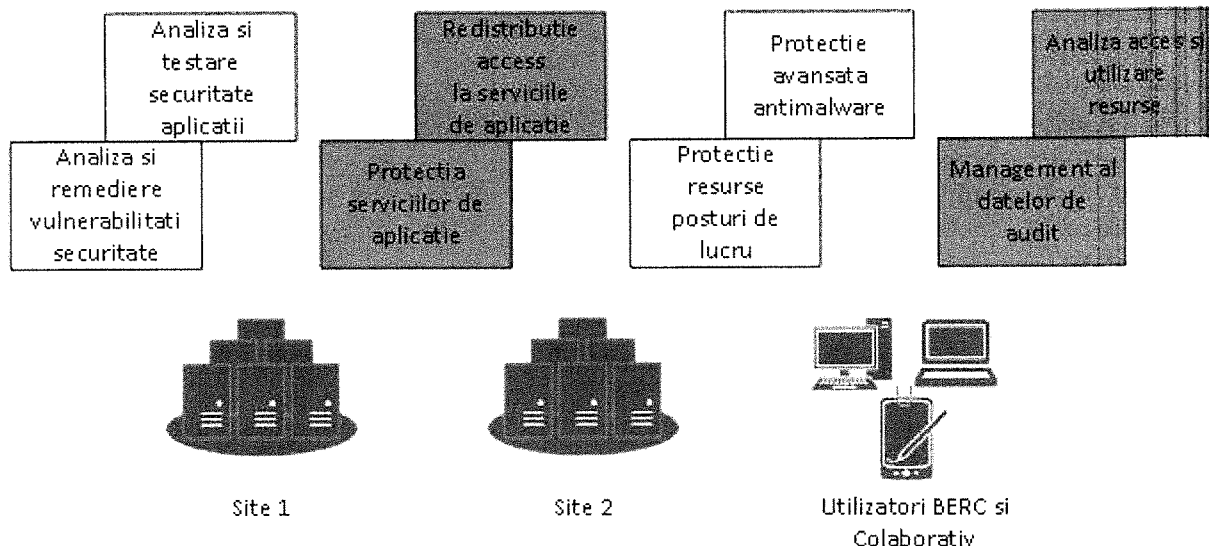 Analiza si
testare
securitate
aplicatii
Analiza si
remediere
vulnerabilitati
securitate
Redistributie
access
la serviciile
de aplicatie
Protectia
serviciilor de
aplicatie
Protectie
avansata
antimalware
Protectie
resurse
posturi de
lucru
Analiza acces si
utilizare
resurse
Management al
datelor de
audit
Site 1
Site 2
Utilizatori BERC si
Colaborativ